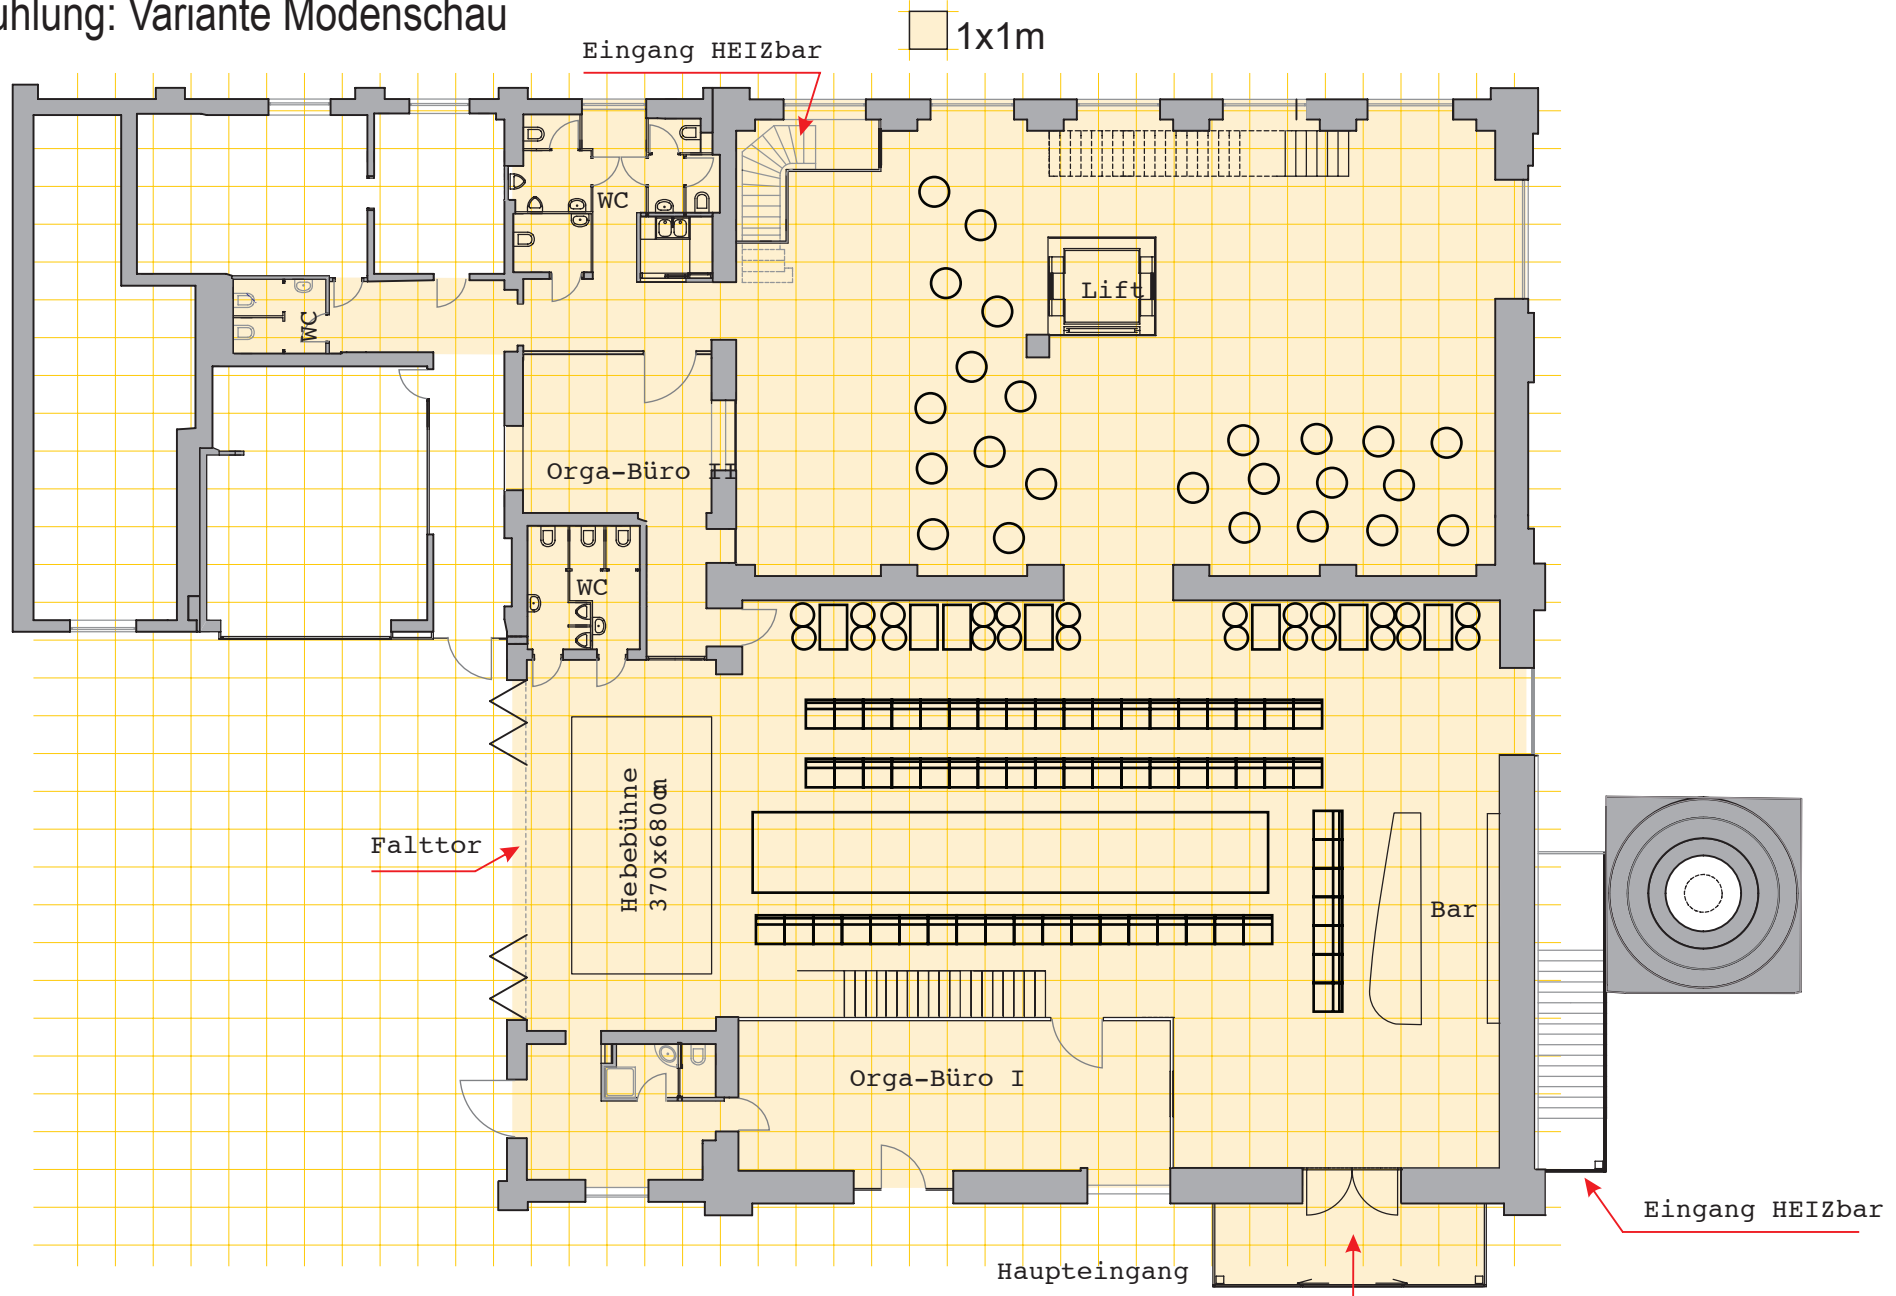 ühlung: Variante Modenschau
1x1m
Eingang HEIZbar
WC
Lift
WC
Orga-Büro II
WC
Hebebühne
370x680cm
Falttor
Bar
Orga-Büro I
Eingang HEIZbar
Haupteingang